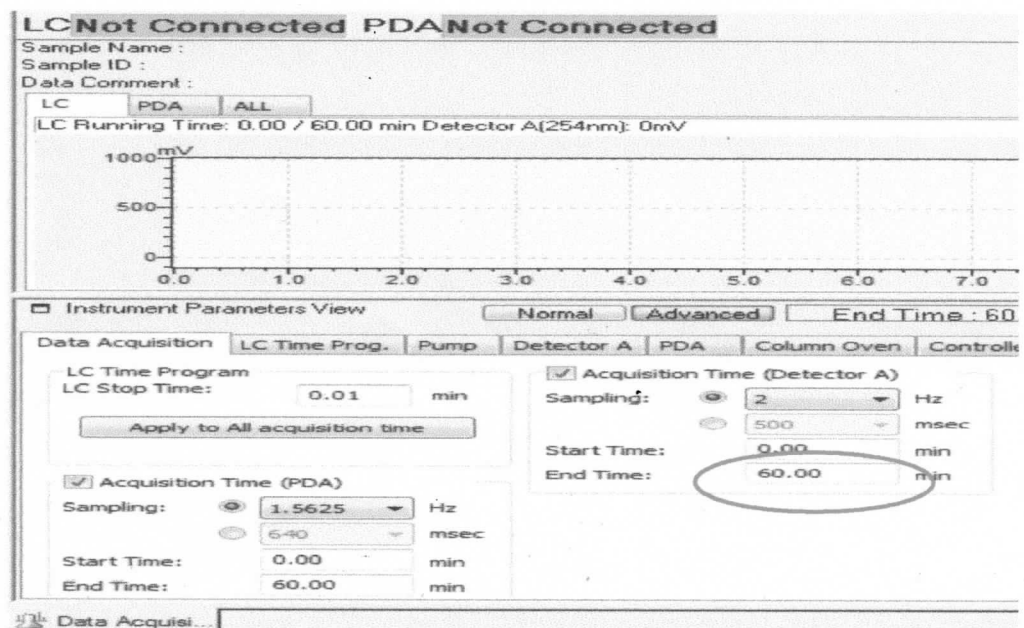 LC Not Connected PDA Not Connected
Sample Name :
Sample ID :
Data Comment :
LC PDA ALL
LC Running Time: 0.00 / 60.00 min Detector A(254nm): 0mV
mV
1000
500
0
0.0 1.0 2.0 3.0 4.0 5.0 6.0 7.0
Instrument Parameters View Normal Advanced End Time : 60
Data Acquisition LC Time Prog. Pump Detector A PDA Column Oven Controlle
LC Time Program
LC Stop Time: 0.01 min
Apply to All acquisition time
Acquisition Time (PDA)
Sampling: 1.5625 Hz
640 msec
Start Time: 0.00 min
End Time: 60.00 min
Acquisition Time (Detector A)
Sampling: 2 Hz
500 msec
Start Time: 0.00 min
End Time: 60.00 min
Data Acquisi...